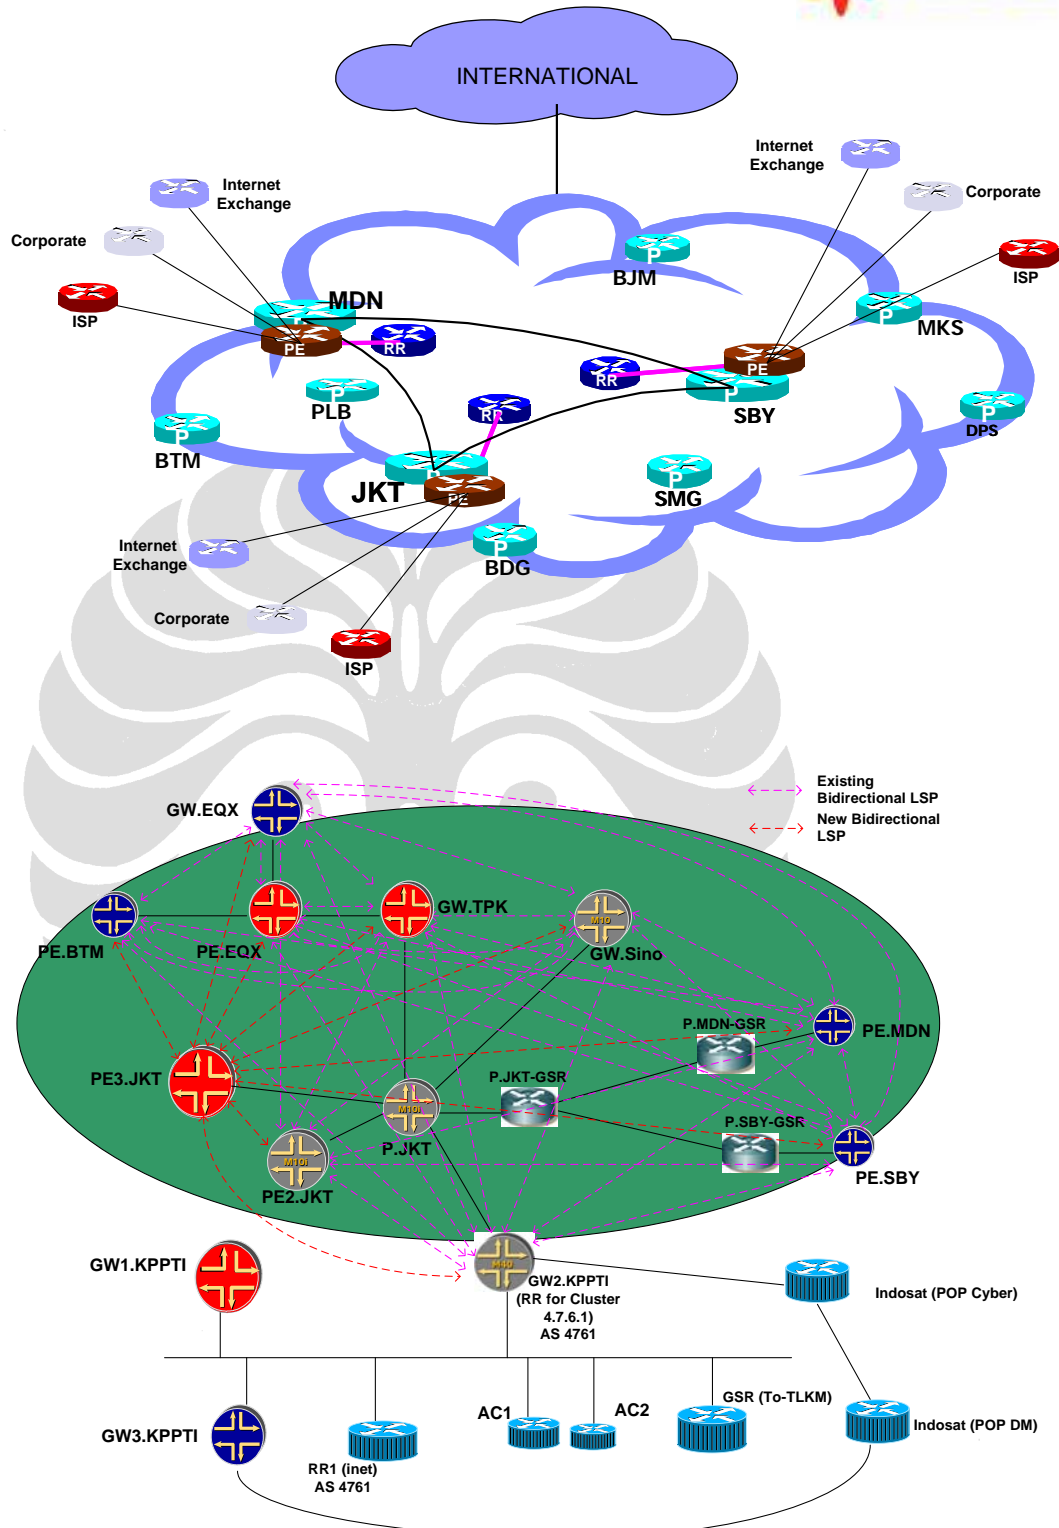 INTERNATIONAL
Internet
Exchange
Corporate
ISP
Internet
Exchange
Corporate
ISP
P
BJM
P
MKS
MDN
P
PE
RR
RR
PE
P
SBY
P
PLB
RR
P
BTM
P
DPS
P
JKT
PE
P
SMG
P
BDG
Internet
Exchange
Corporate
ISP
Existing
Bidirectional LSP
New Bidirectional
LSP
GW.EQX
PE.BTM
PE.EQX
GW.TPK
M10
GW.Sino
P.MDN-GSR
PE.MDN
PE3.JKT
P.JKT-GSR
M10i
P.JKT
P.SBY-GSR
PE.SBY
M10i
PE2.JKT
GW1.KPPTI
M40
GW2.KPPTI
(RR for Cluster
4.7.6.1)
AS 4761
Indosat (POP Cyber)
GW3.KPPTI
RR1 (inet)
AS 4761
AC1
AC2
GSR (To-TLKM)
Indosat (POP DM)